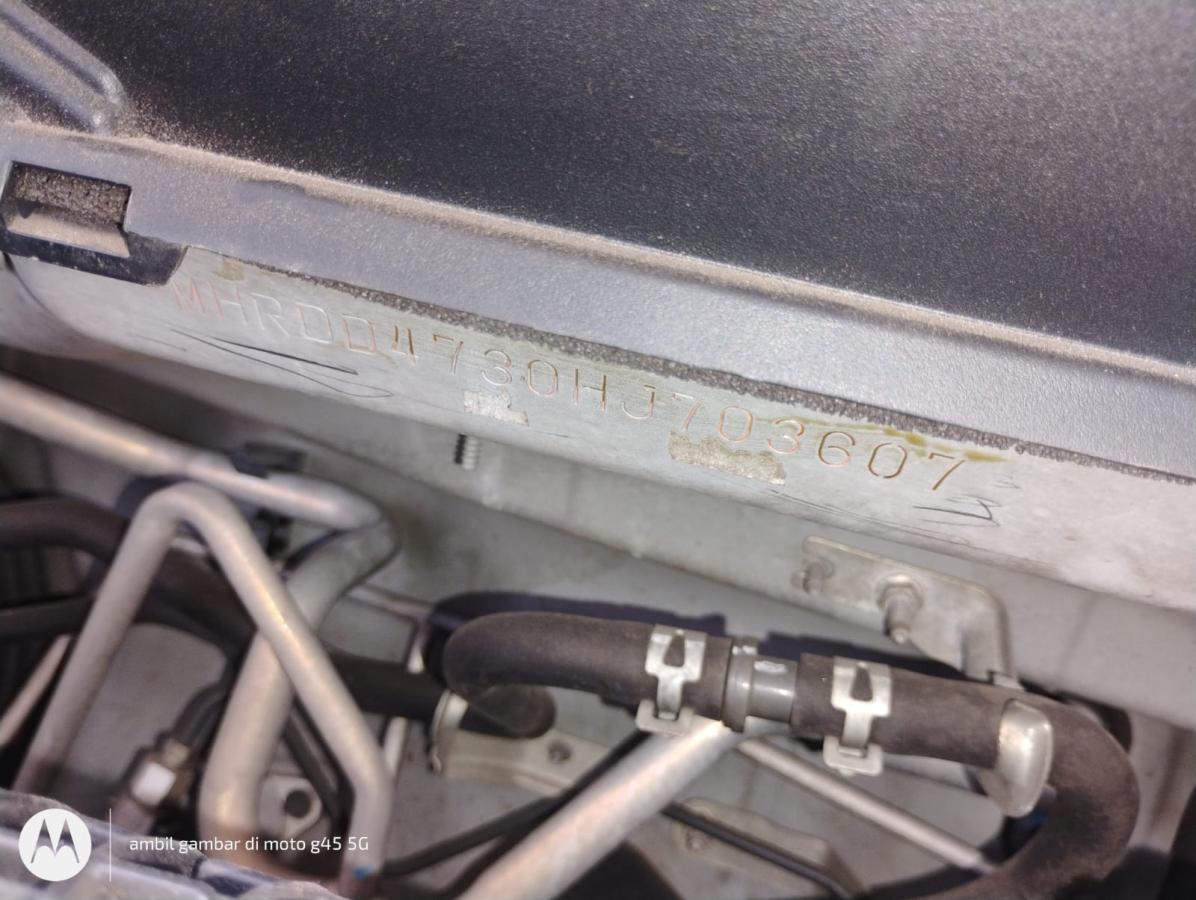 MHRDD4730HJ703607
ambil gambar di moto g45 5G